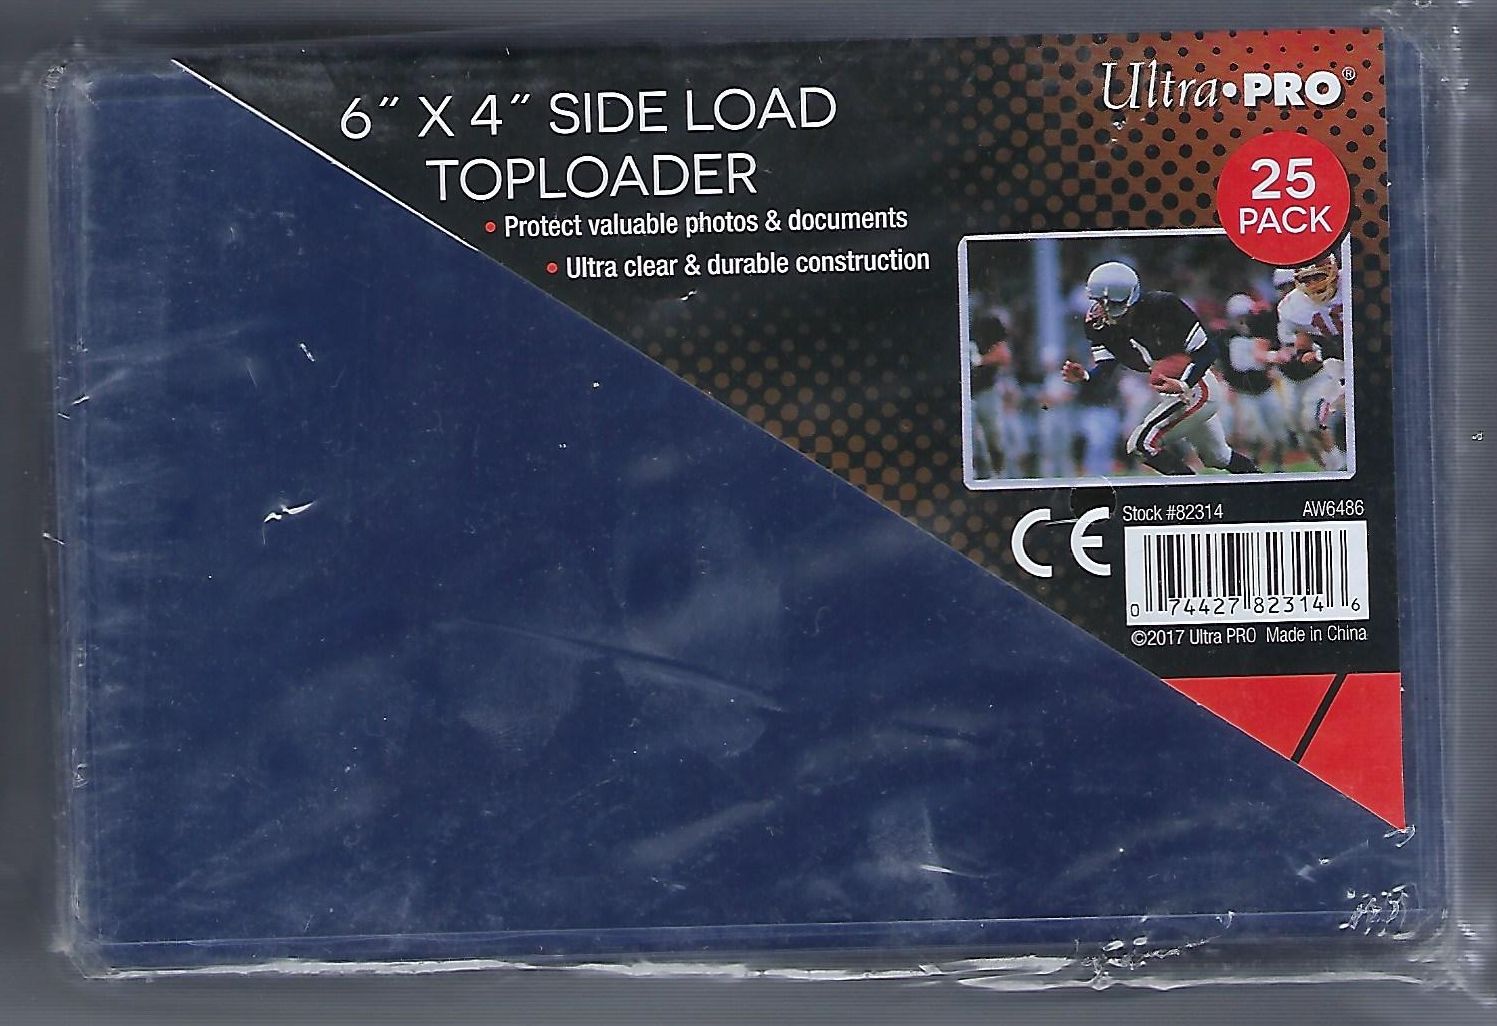 6" X 4" SIDE LOAD
TOPLOADER
• Protect valuable photos & documents
• Ultra clear & durable construction
Ultra•PRO®
25
PACK
CE
Stock #82314
AW6486
0 74427 82314 6
©2017 Ultra PRO Made in China